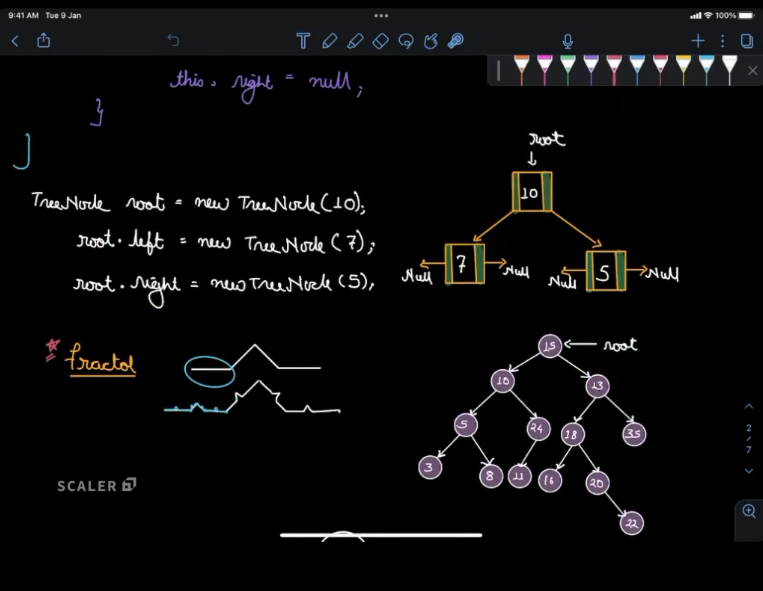 9:41 AM Tue 9 Jan
100%
this. right = null;
}
}
TreeNode root = new TreeNode(10);
root. left = new TreeNode(7);
root. right = new TreeNode(5);
root
10
7
5
Null
Null
Null
Null
* fractal
SCALER
15
root
10
13
5
24
18
35
3
8
11
16
20
22
2
/
7